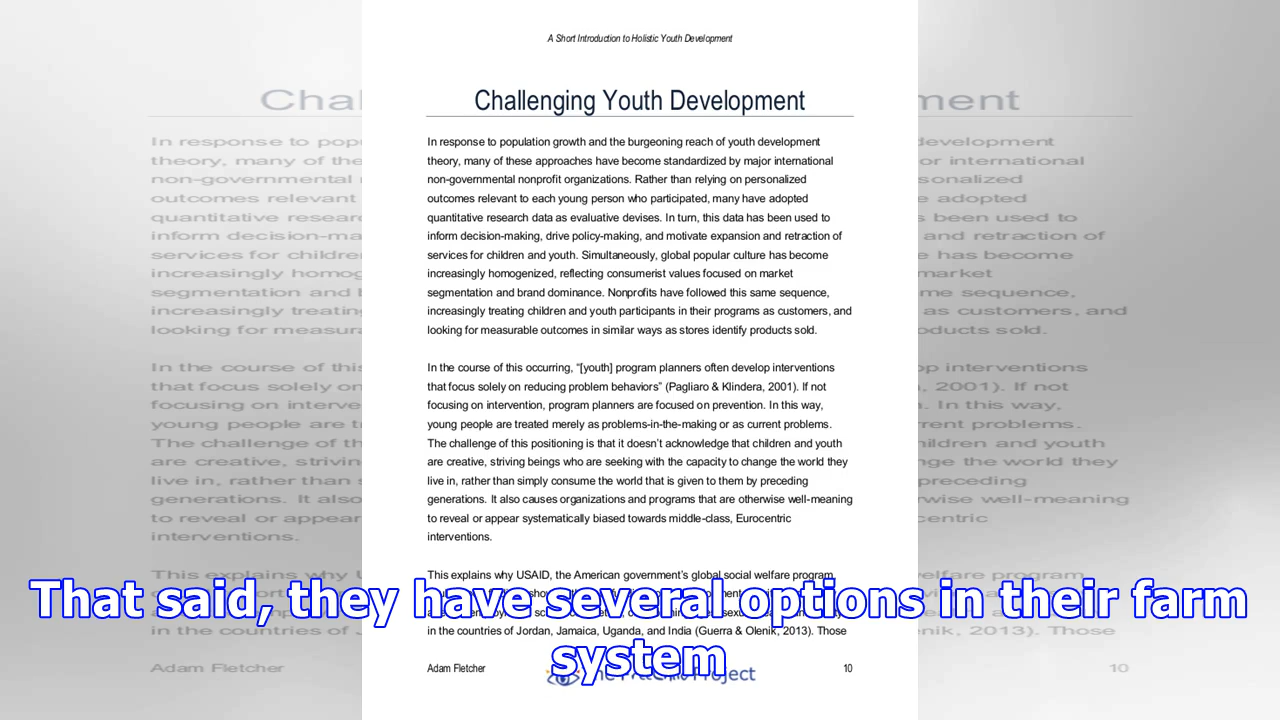 A Short Introduction to Holistic Youth Development
Challenging Youth Development
In response to population growth and the burgeoning reach of youth development
theory, many of these approaches have become standardized by major international
non-governmental nonprofit organizations. Rather than relying on personalized
outcomes relevant to each young person who participated, many have adopted
quantitative research data as evaluative devises. In turn, this data has been used to
inform decision-making, drive policy-making, and motivate expansion and retraction of
services for children and youth. Simultaneously, global popular culture has become
increasingly homogenized, reflecting consumerist values focused on market
segmentation and brand dominance. Nonprofits have followed this same sequence,
increasingly treating children and youth participants in their programs as customers, and
looking for measurable outcomes in similar ways as stores identify products sold.
In the course of this occurring, “[youth] program planners often develop interventions
that focus solely on reducing problem behaviors” (Pagliaro & Klindera, 2001). If not
focusing on intervention, program planners are focused on prevention. In this way,
young people are treated merely as problems-in-the-making or as current problems.
The challenge of this positioning is that it doesn’t acknowledge that children and youth
are creative, striving beings who are seeking with the capacity to change the world they
live in, rather than simply consume the world that is given to them by preceding
generations. It also causes organizations and programs that are otherwise well-meaning
to reveal or appear systematically biased towards middle-class, Eurocentric
interventions.
This explains why USAID, the American government’s global social welfare program,
That said, they have several options in their farm
system
in the countries of Jordan, Jamaica, Uganda, and India (Guerra & Olenik, 2013). Those
Adam Fletcher
Project
10